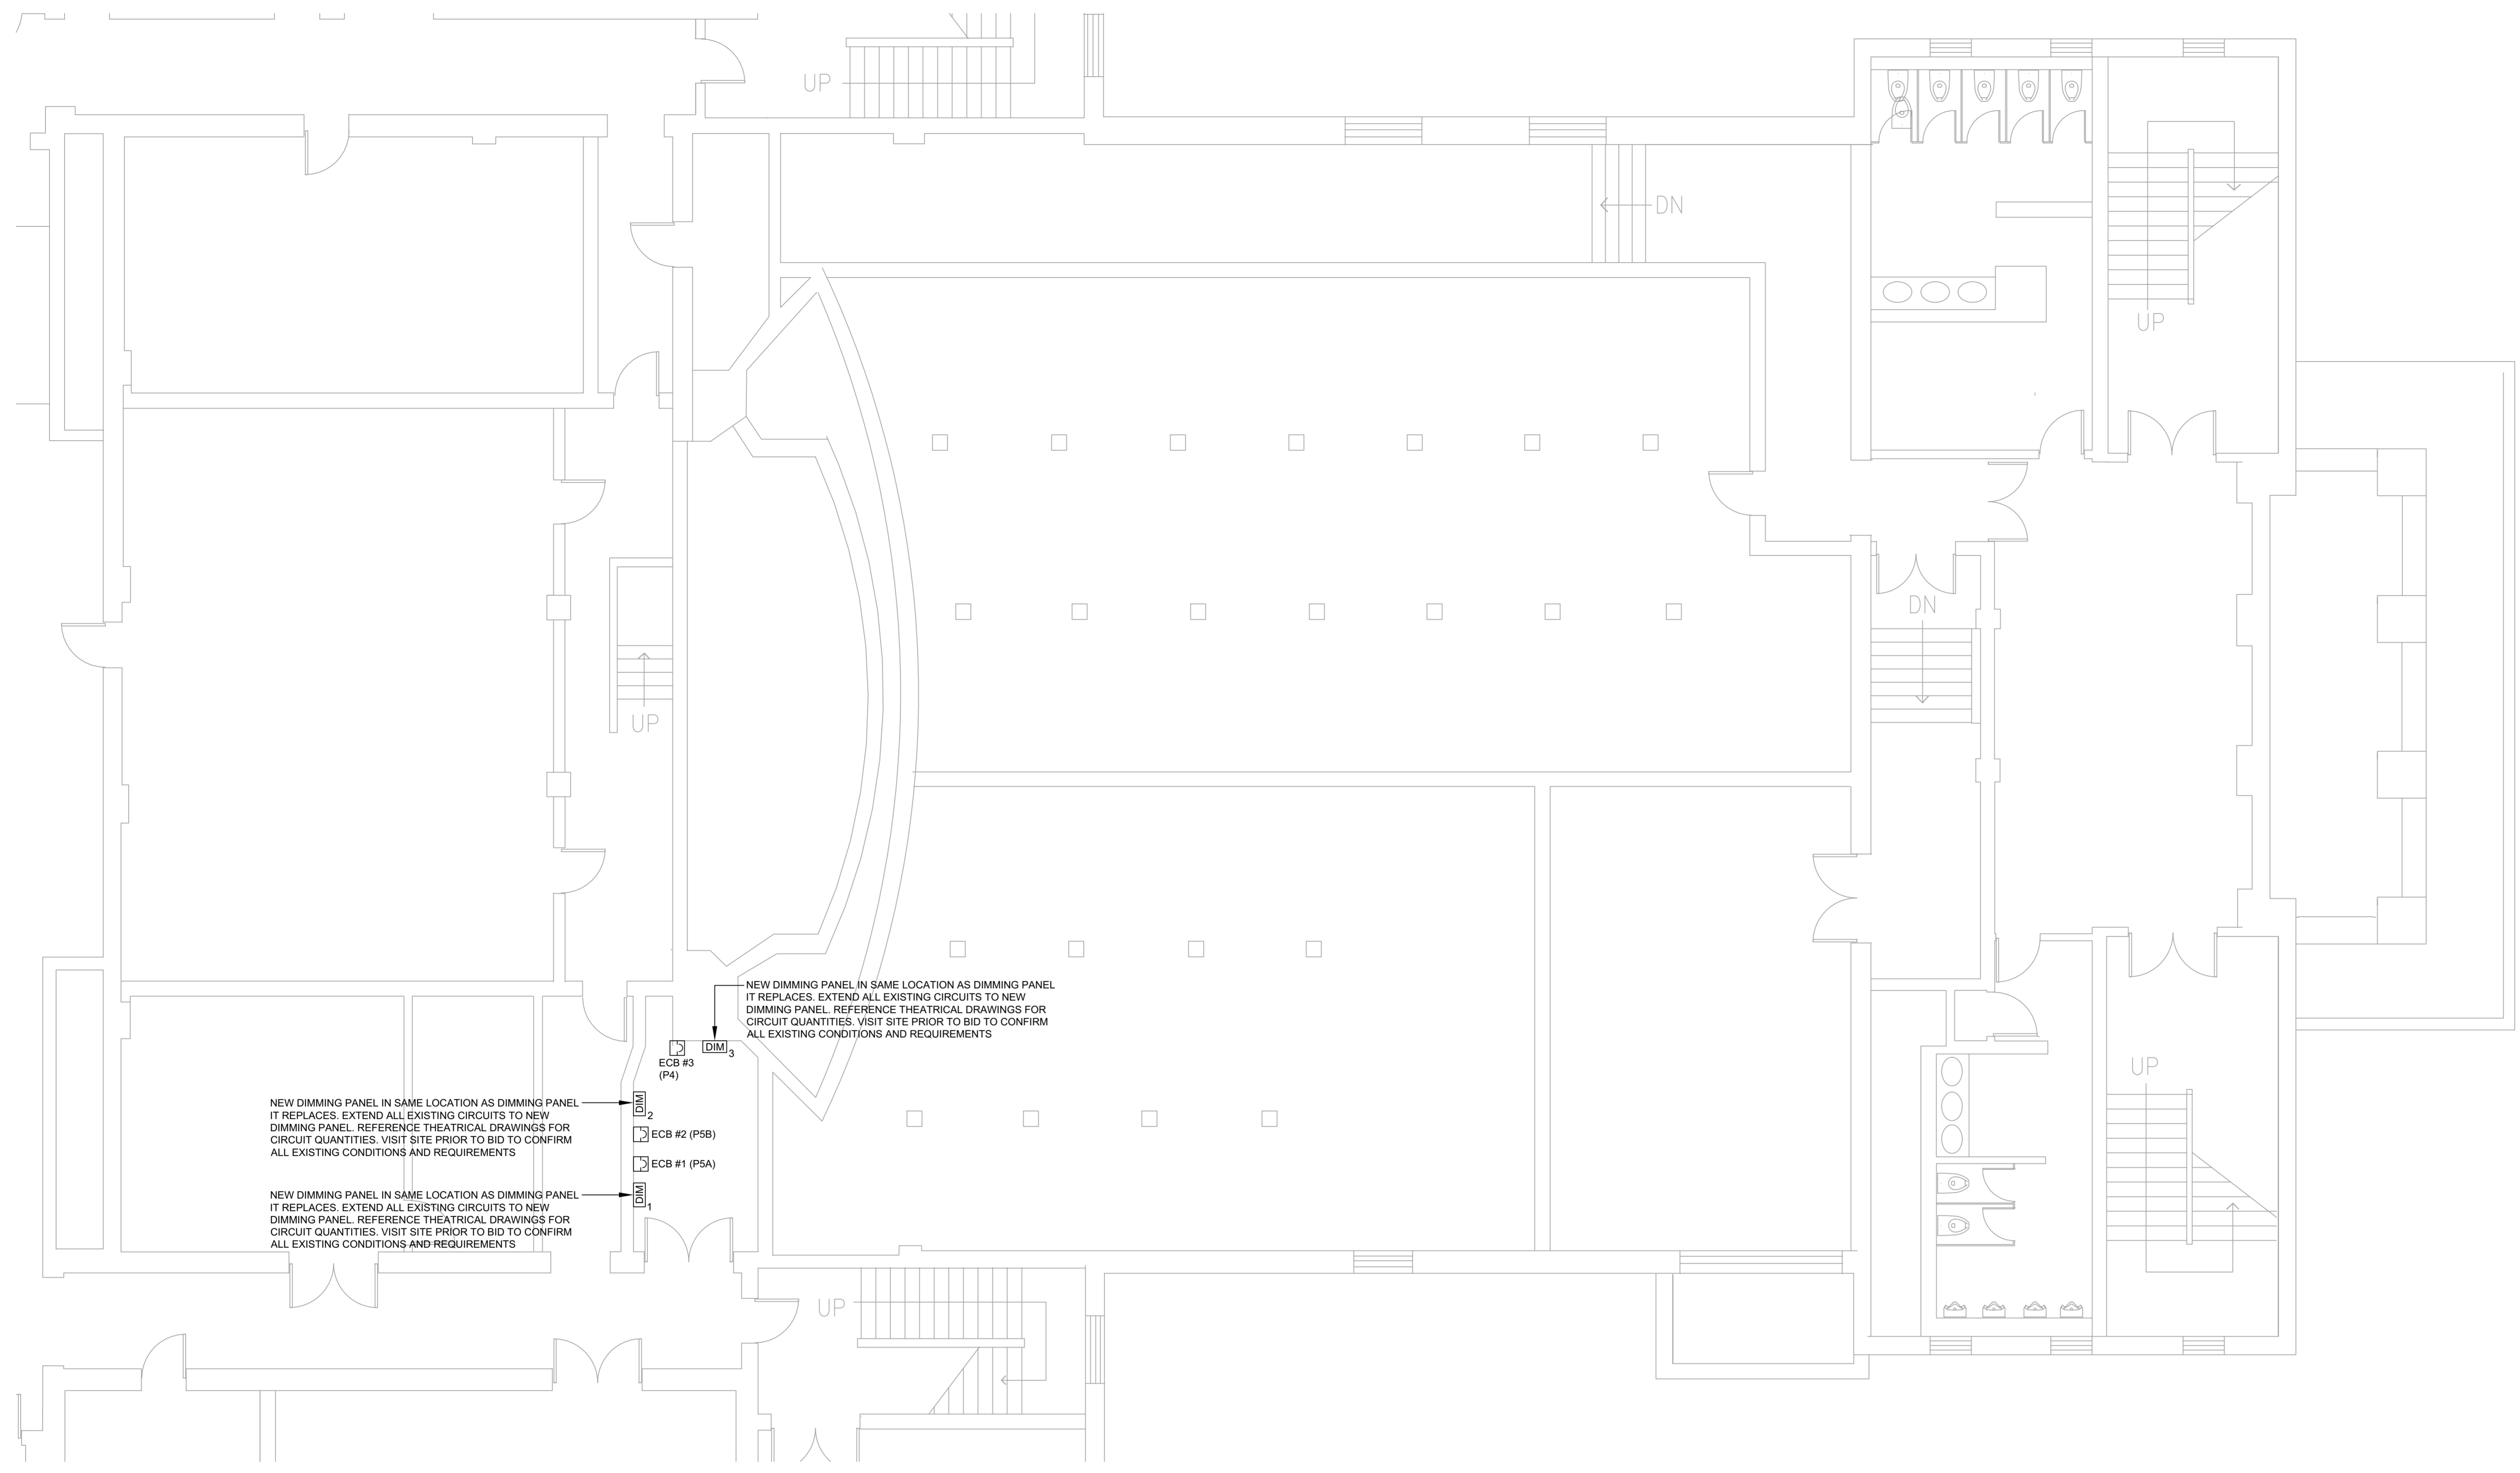 UP
DN
UP
DN
UP
NEW DIMMING PANEL IN SAME LOCATION AS DIMMING PANEL
IT REPLACES. EXTEND ALL EXISTING CIRCUITS TO NEW
DIMMING PANEL. REFERENCE THEATRICAL DRAWINGS FOR
CIRCUIT QUANTITIES. VISIT SITE PRIOR TO BID TO CONFIRM
ALL EXISTING CONDITIONS AND REQUIREMENTS
DIM
3
ECB #3
(P4)
UP
NEW DIMMING PANEL IN SAME LOCATION AS DIMMING PANEL
IT REPLACES. EXTEND ALL EXISTING CIRCUITS TO NEW
DIMMING PANEL. REFERENCE THEATRICAL DRAWINGS FOR
CIRCUIT QUANTITIES. VISIT SITE PRIOR TO BID TO CONFIRM
ALL EXISTING CONDITIONS AND REQUIREMENTS
DIM
2
ECB #2 (P5B)
ECB #1 (P5A)
NEW DIMMING PANEL IN SAME LOCATION AS DIMMING PANEL
IT REPLACES. EXTEND ALL EXISTING CIRCUITS TO NEW
DIMMING PANEL. REFERENCE THEATRICAL DRAWINGS FOR
CIRCUIT QUANTITIES. VISIT SITE PRIOR TO BID TO CONFIRM
ALL EXISTING CONDITIONS AND REQUIREMENTS
DIM
1
UP